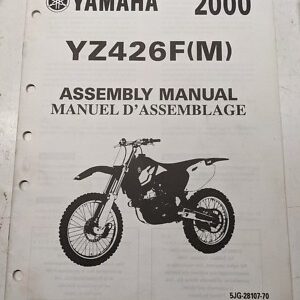 YAMAHA 2000
YZ426F(M)
ASSEMBLY MANUAL
MANUEL D'ASSEMBLAGE
5JG-28107-70